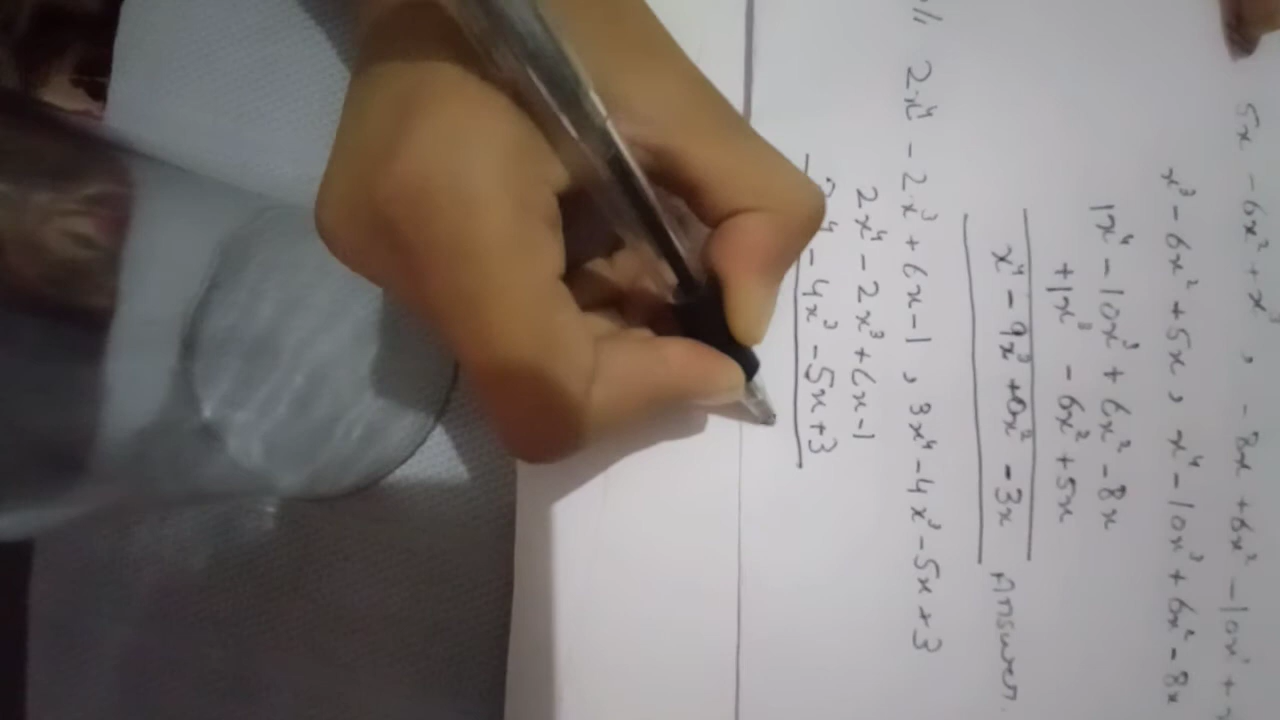 5x - 6x² + x³, - 8x + 6x² - 10x³ +
x³ - 6x² + 5x, x⁴ - 10x³ + 6x² - 8x
1x⁴ - 10x³ + 6x² - 8x
+1x³ - 6x² + 5x
x⁴ - 9x³ + 0x² - 3x Answer.
2x⁴ - 2x³ + 6x - 1, 3x⁴ - 4x³ - 5x + 3
2x⁴ - 2x³ + 6x - 1
- 4x³ - 5x + 3